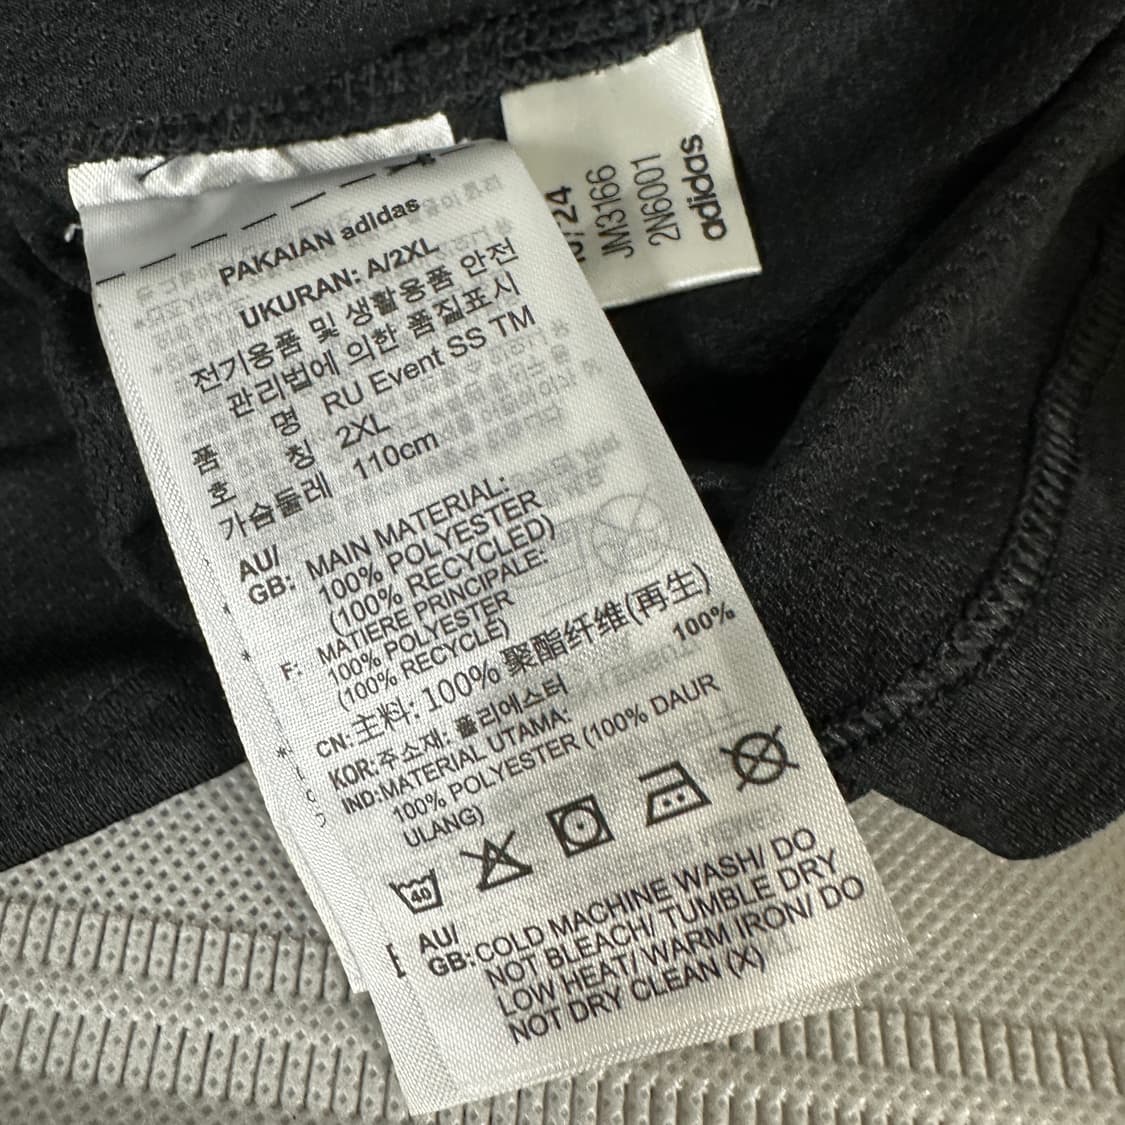 PAKAIAN adidas
UKURAN: A/2XL
전기용품 및 생활용품 안전
관리법에 의한 품질표시
품 명 RU Event SS TM
호 칭 2XL
가슴둘레 110cm
AU/
GB: MAIN MATERIAL:
100% POLYESTER
(100% RECYCLED)
F: MATIERE PRINCIPALE:
100% POLYESTER
(100% RECYCLE)
CN: 主料: 100% 聚酯纤维(再生)
KOR: 주소재: 폴리에스터 100%
IND: MATERIAL UTAMA:
100% POLYESTER (100% DAUR
ULANG)
40
AU/
GB: COLD MACHINE WASH/ DO
NOT BLEACH/ TUMBLE DRY
LOW HEAT/ WARM IRON/ DO
NOT DRY CLEAN (X)
/24
JM3166
2N6001
adidas